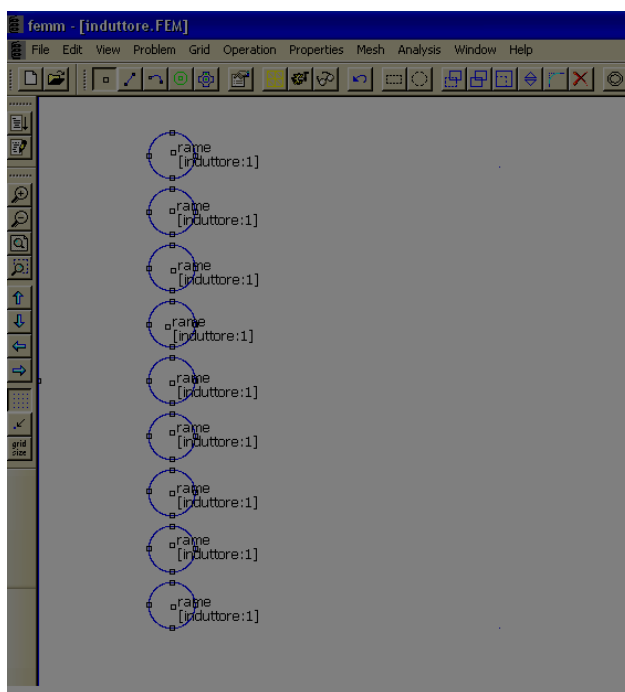 femm - [induttore.FEM]
File Edit View Problem Grid Operation Properties Mesh Analysis Window Help
rame
[induttore:1]
rame
[induttore:1]
rame
[induttore:1]
rame
[induttore:1]
rame
[induttore:1]
rame
[induttore:1]
grid
size
rame
[induttore:1]
rame
[induttore:1]
rame
[induttore:1]